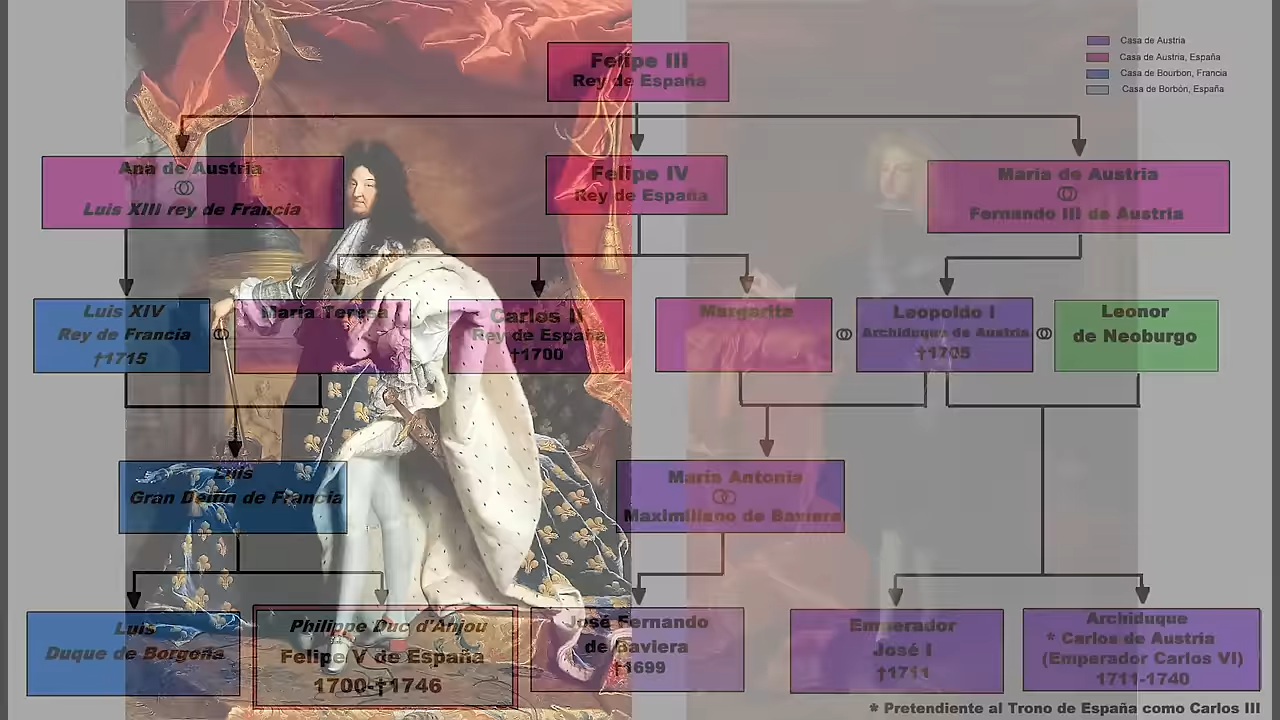 Felipe III
Rey de España
Casa de Austria
Casa de Austria, España
Casa de Bourbon, Francia
Casa de Borbón, España
Ana de Austria
Luis XIII rey de Francia
Felipe IV
Rey de España
Maria de Austria
Fernando III de Austria
Luis XIV
Rey de Francia
†1715
Maria Teresa
Carlos II
Rey de España
†1700
Margarita
Leopoldo I
Archiduque de Austria
†1705
Leonor
de Neoburgo
Luis
Gran Delfin de Francia
Maria Antonia
Maximiliano de Baviera
Luis
Duque de Borgeña
Philippe Duc d'Anjou
Felipe V de España
1700-†1746
José Fernando
de Baviera
†1699
Emperador
José I
†1711
Archiduque
* Carlos de Austria
(Emperador Carlos VI)
1711-1740
* Pretendiente al Trono de España como Carlos III